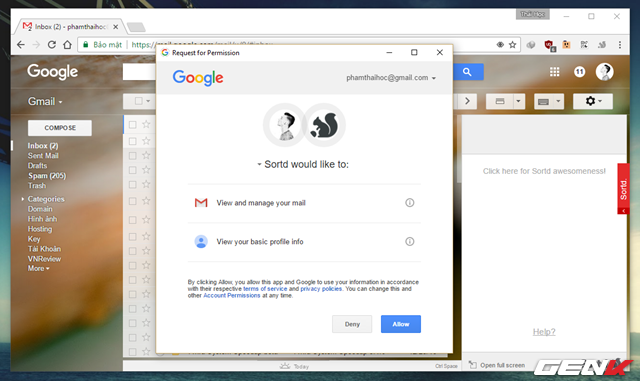 Thái Học
Inbox (2) - phamthaihoc
Bảo mật
https://mail.google.com/mail/u/0/#inbox
Request for Permission
Google
Google
phamthaihoc@gmail.com
11
Gmail
COMPOSE
Inbox (2)
Sent Mail
Drafts
Spam (205)
Trash
Categories
Domain
Hình ảnh
Hosting
Key
Tài Khoản
VNReview
More
Sortd would like to:
View and manage your mail
View your basic profile info
By clicking Allow, you allow this app and Google to use your information in accordance
with their respective terms of service and privacy policies. You can change this and
other Account Permissions at any time.
Deny
Allow
Click here for Sortd awesomeness!
Sortd.
Help?
Today
Ctrl Space
Open full screen
GENK